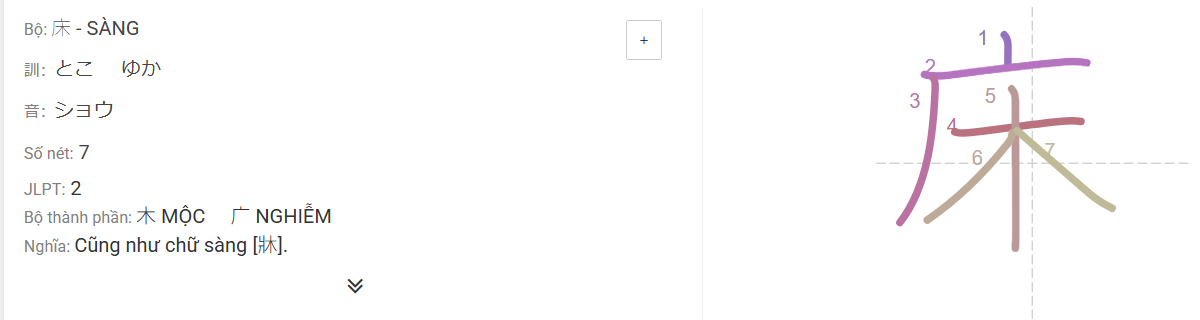 Bộ: 床 - SÀNG
+
訓: とこ ゆか
音: ショウ
Số nét: 7
JLPT: 2
Bộ thành phần: 木 MỘC 广 NGHIỄM
Nghĩa: Cũng như chữ sàng [牀].
床
1
2
3
4
5
6
7